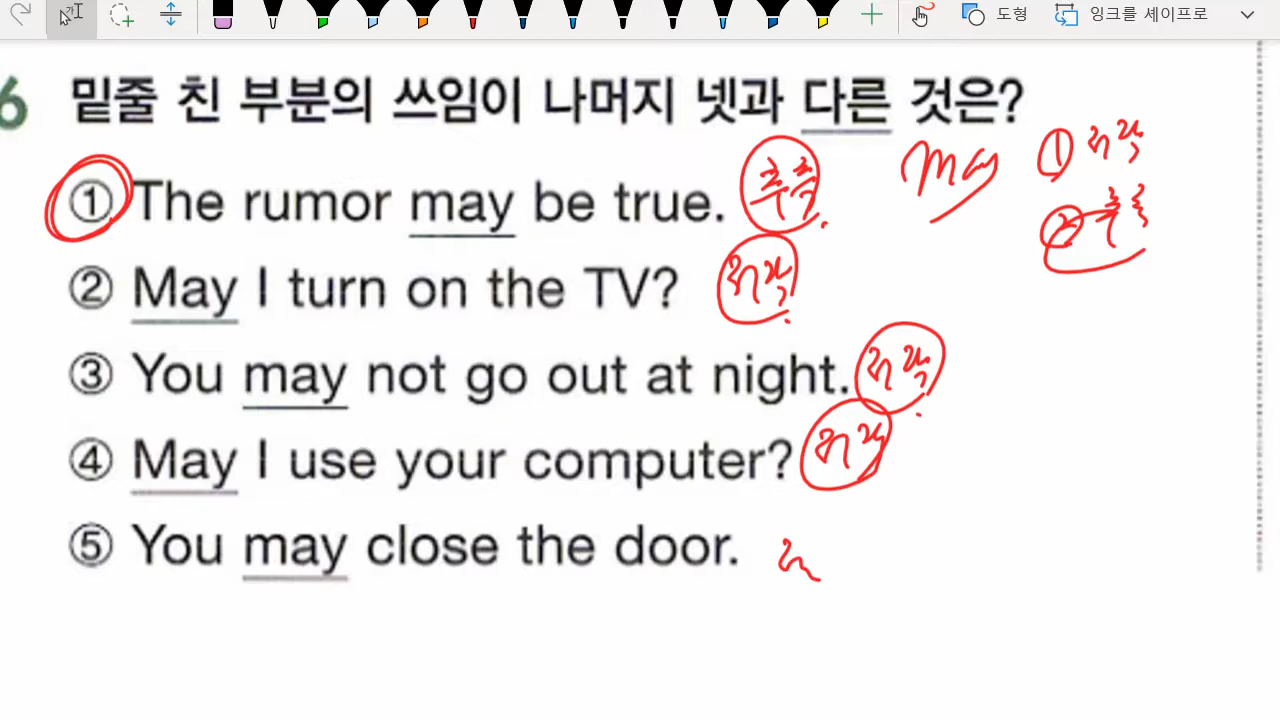 도형 잉크를 셰이프로
6 밑줄 친 부분의 쓰임이 나머지 넷과 다른 것은?
① The rumor may be true. 추측
May ① 허락
② 추측
② May I turn on the TV? 허락
③ You may not go out at night. 허락
④ May I use your computer? 허락
⑤ You may close the door.